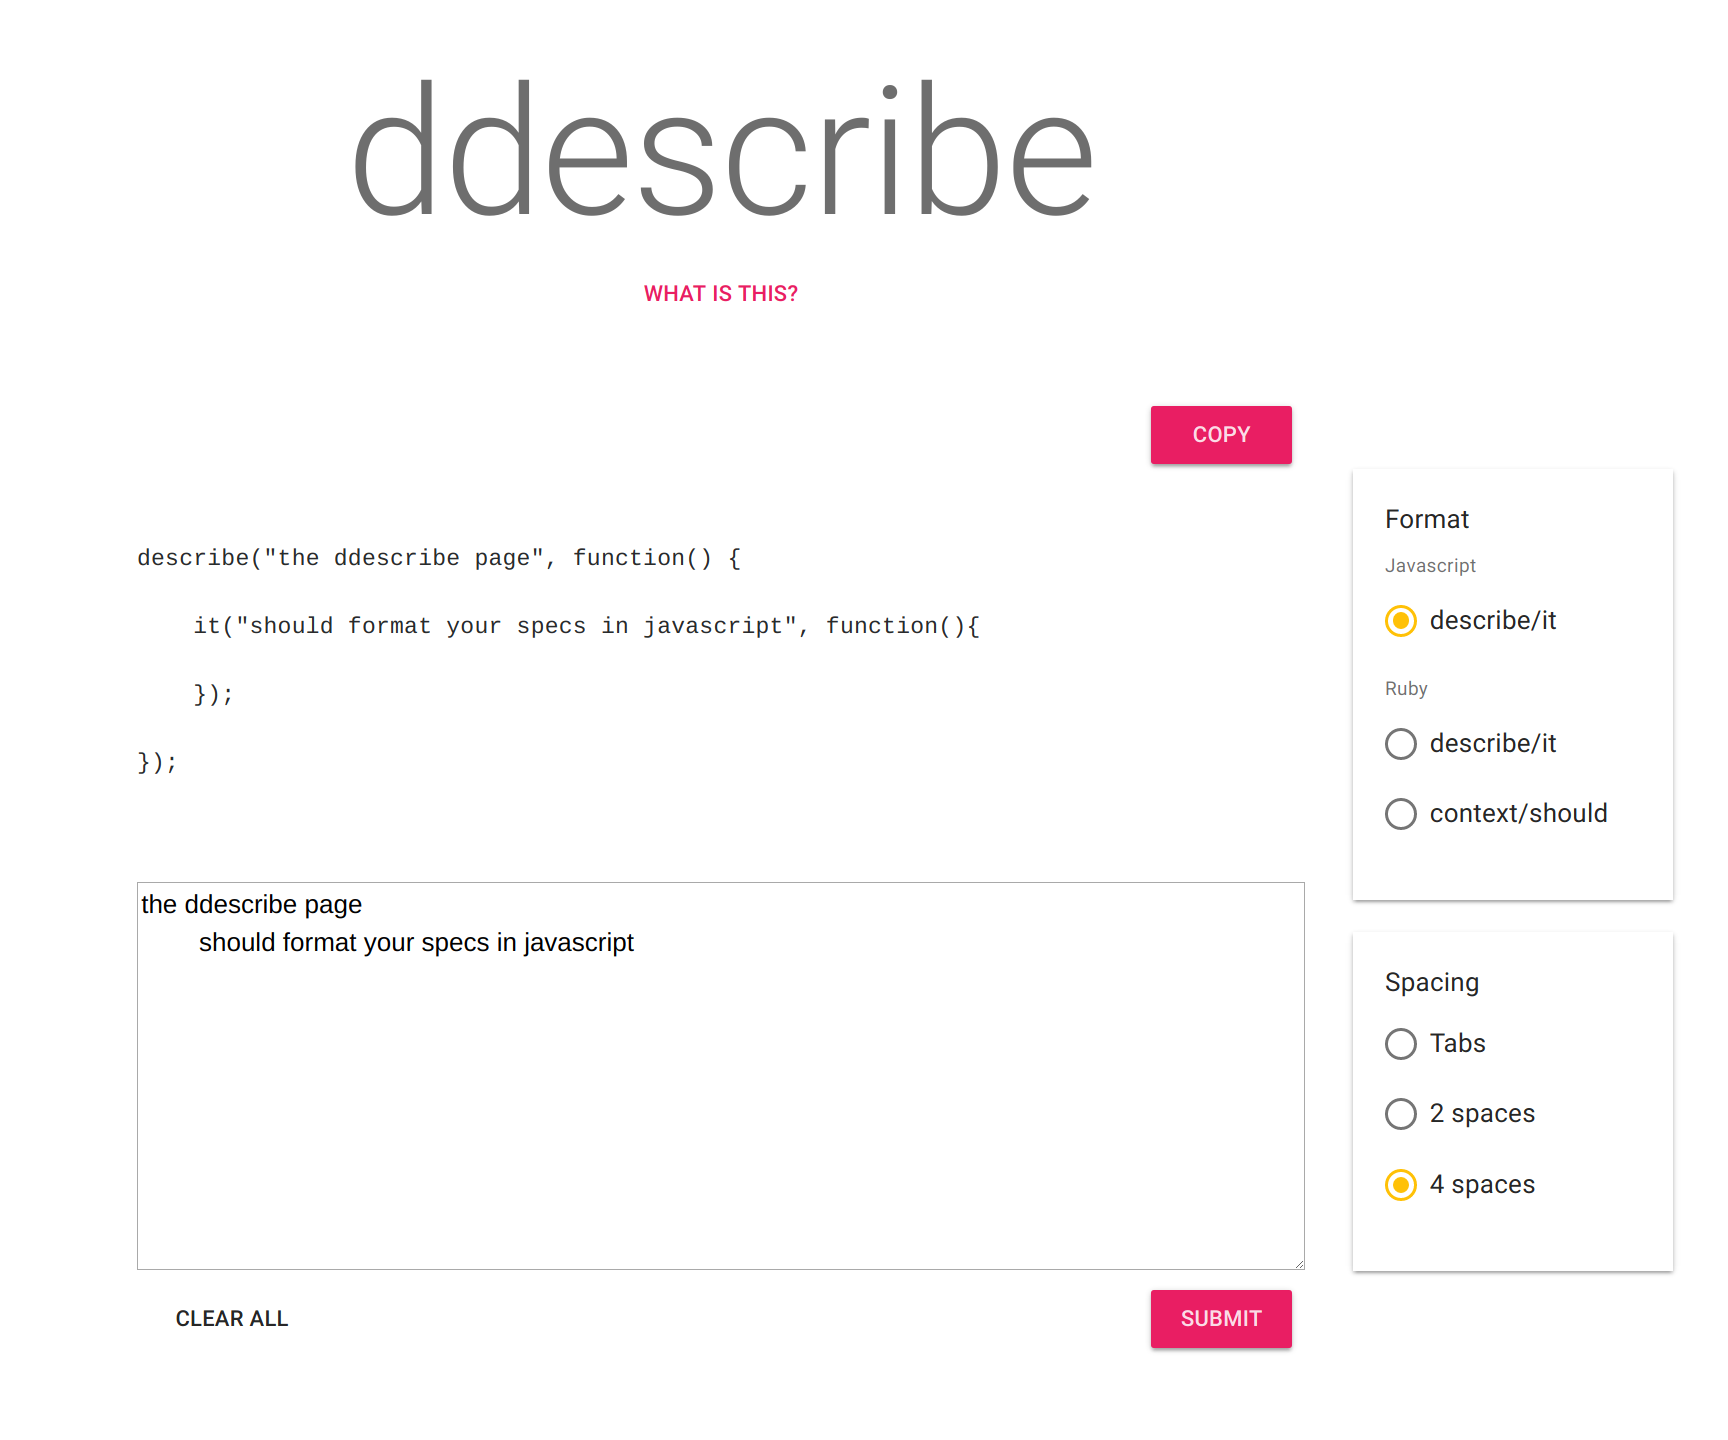 ddescribe
WHAT IS THIS?
COPY
describe("the ddescribe page", function() {
    it("should format your specs in javascript", function(){
    });
});
the ddescribe page
    should format your specs in javascript
CLEAR ALL
SUBMIT
Format
Javascript
describe/it
Ruby
describe/it
context/should
Spacing
Tabs
2 spaces
4 spaces